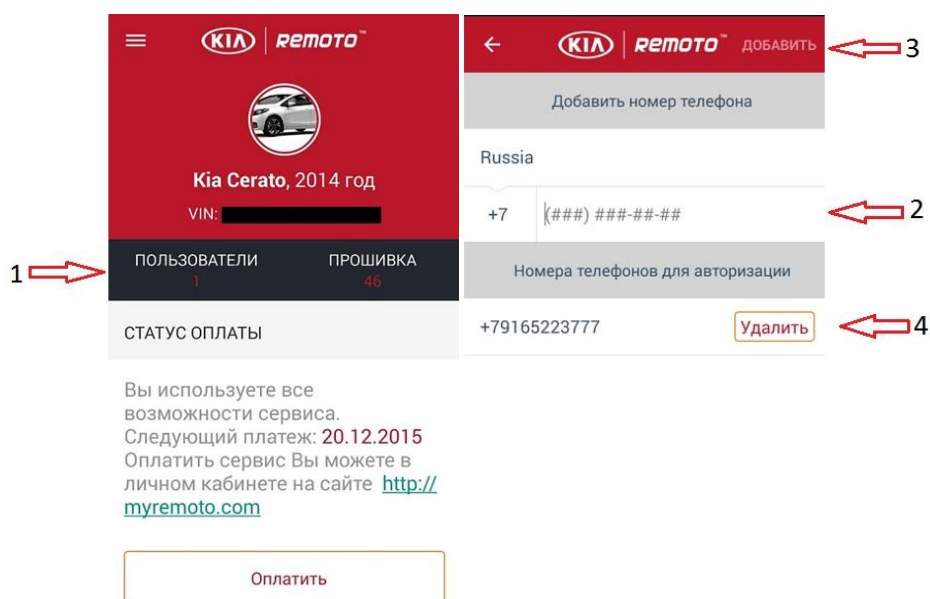 KIA REMOTO™
Kia Cerato, 2014 год
VIN:
ПОЛЬЗОВАТЕЛИ ПРОШИВКА
1 46
1
СТАТУС ОПЛАТЫ
Вы используете все
возможности сервиса.
Следующий платеж: 20.12.2015
Оплатить сервис Вы можете в
личном кабинете на сайте http://
myremoto.com
Оплатить
KIA REMOTO™ ДОБАВИТЬ
3
Добавить номер телефона
Russia
+7 (###) ###-##-##
2
Номера телефонов для авторизации
+79165223777 Удалить
4